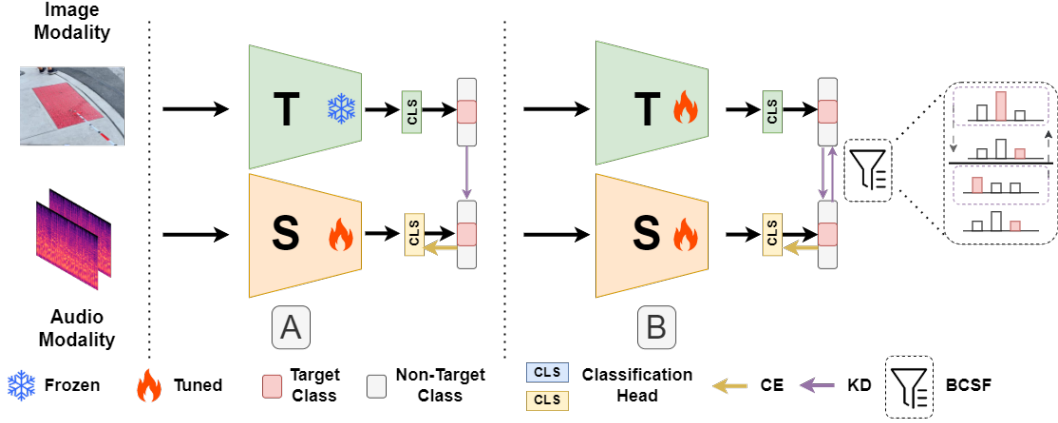 Image
Modality
T
CLS
T
CLS
S
CLS
S
CLS
Audio
Modality
A
B
Frozen
Tuned
Target
Class
Non-Target
Class
CLS
CLS
Classification
Head
CE
KD
BCSF